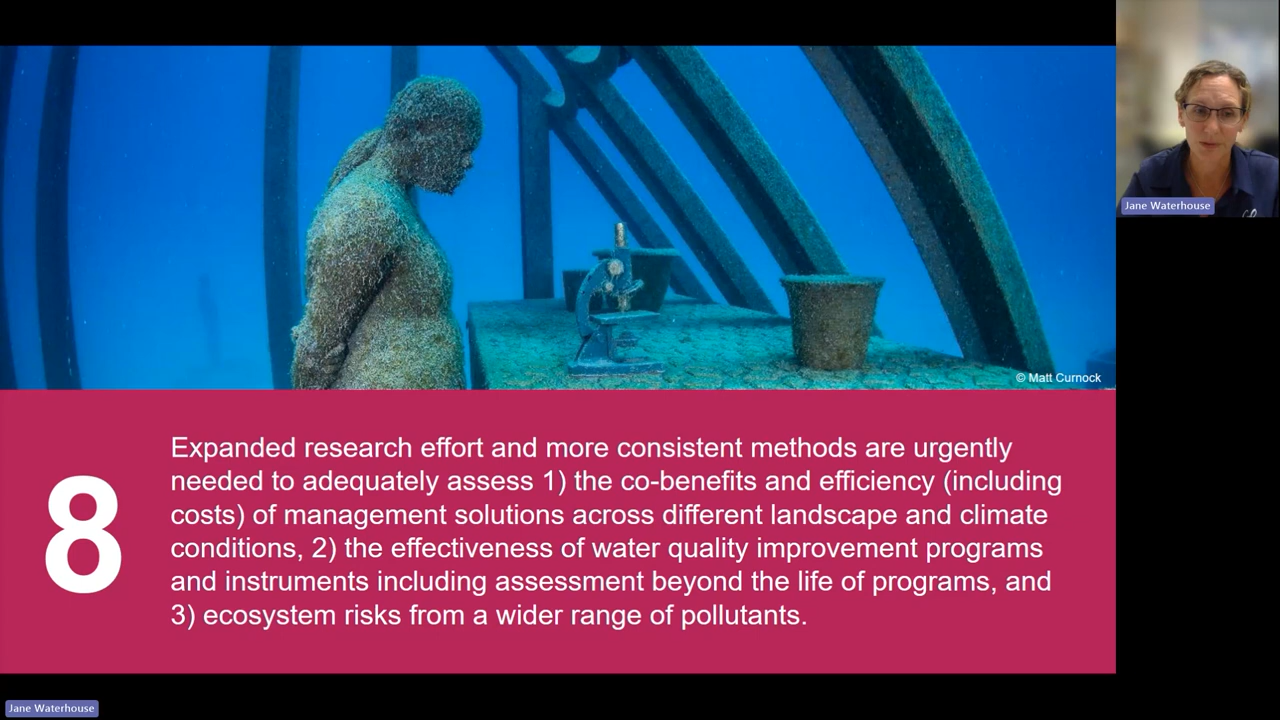 Jane Waterhouse
© Matt Curnock
8
Expanded research effort and more consistent methods are urgently
needed to adequately assess 1) the co-benefits and efficiency (including
costs) of management solutions across different landscape and climate
conditions, 2) the effectiveness of water quality improvement programs
and instruments including assessment beyond the life of programs, and
3) ecosystem risks from a wider range of pollutants.
Jane Waterhouse